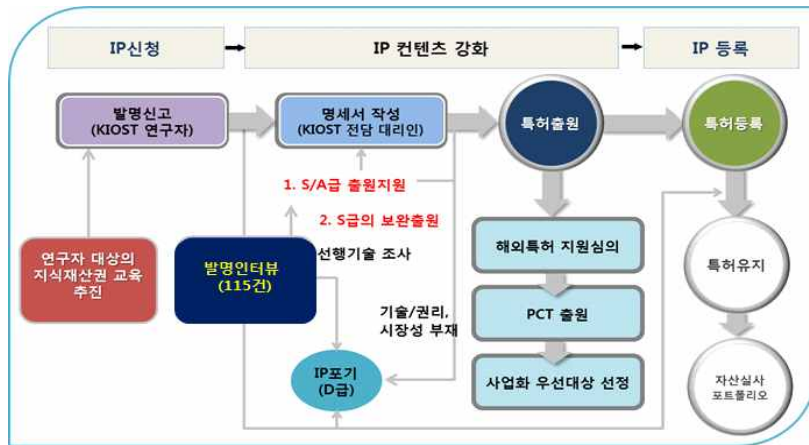 IP신청
IP 컨텐츠 강화
IP 등록
발명신고
(KIOST 연구자)
명세서 작성
(KIOST 전담 대리인)
특허출원
특허등록
1. S/A급 출원지원
2. S급의 보완출원
선행기술 조사
연구자 대상의
지식재산권 교육
추진
발명인터뷰
(115건)
기술/권리,
시장성 부재
IP포기
(D급)
해외특허 지원심의
PCT 출원
사업화 우선대상 선정
특허유지
자산실사
포트폴리오